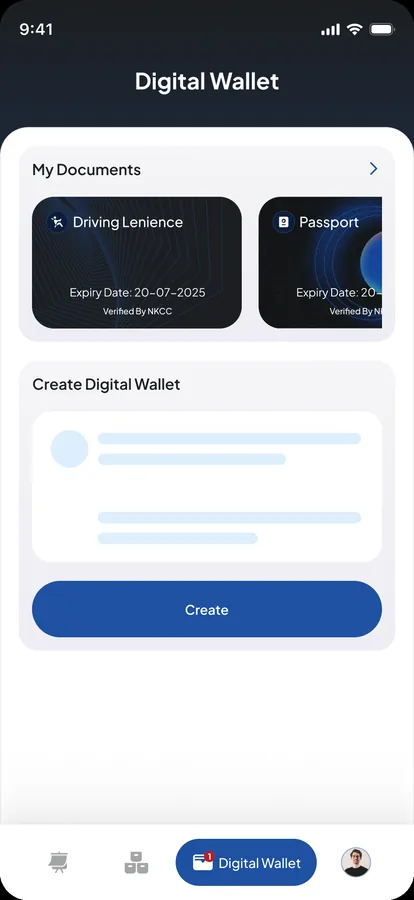 9:41
Digital Wallet
My Documents
Driving Lenience
Expiry Date: 20-07-2025
Verified By NKCC
Passport
Expiry Date: 20-
Verified By
Create Digital Wallet
Create
1
Digital Wallet